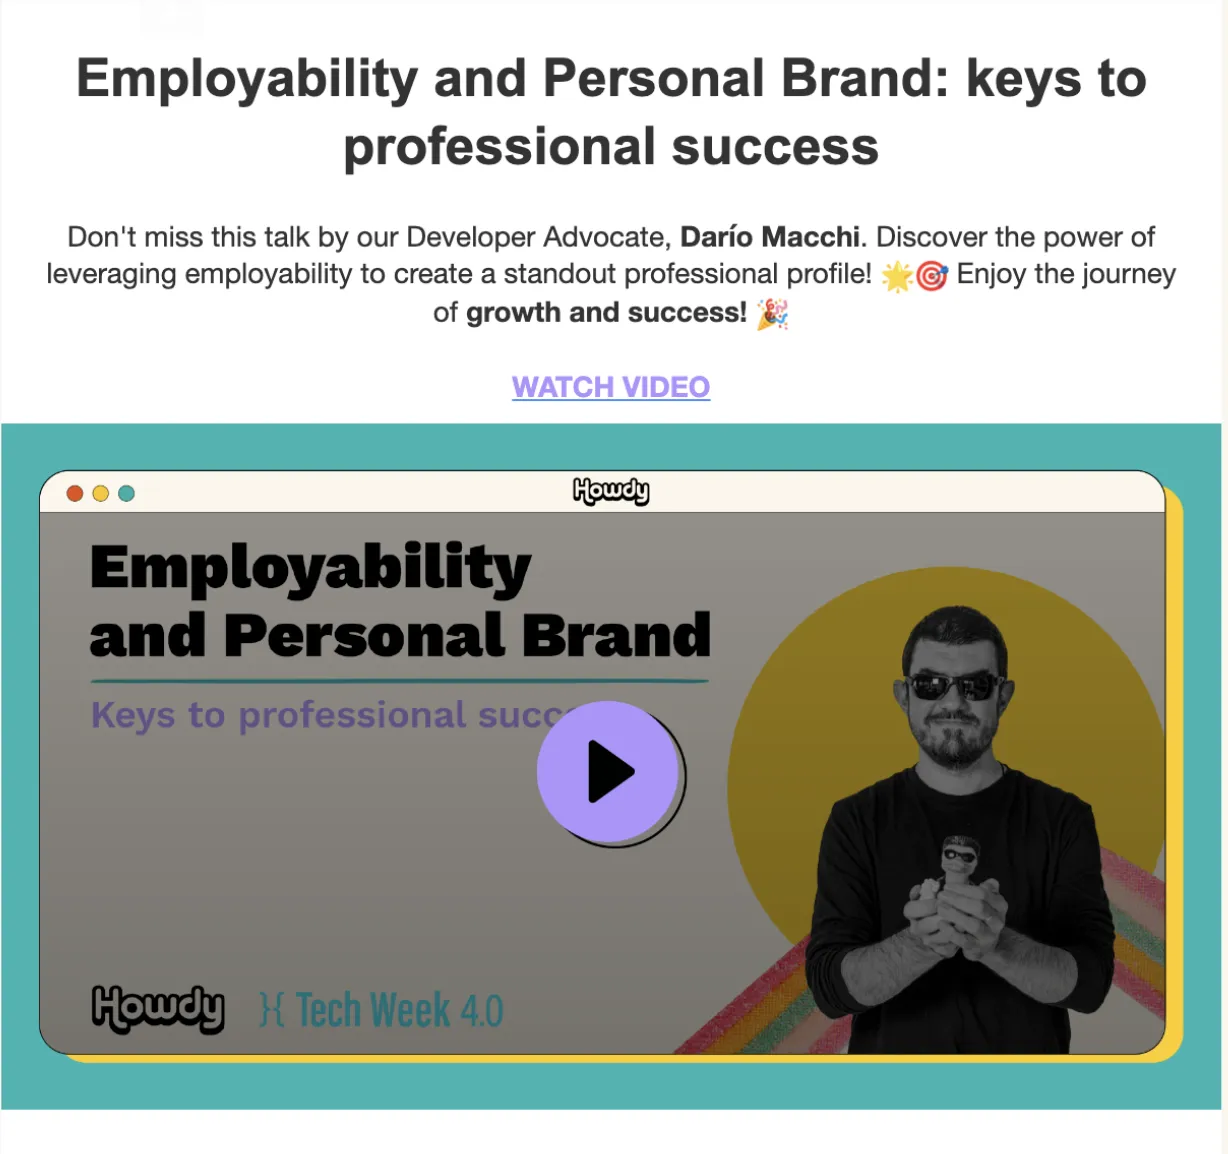 Employability and Personal Brand: keys to
professional success
Don't miss this talk by our Developer Advocate, Darío Macchi. Discover the power of
leveraging employability to create a standout professional profile! 🌟🎯 Enjoy the journey
of growth and success! 🎉
WATCH VIDEO
Howdy
Employability
and Personal Brand
Keys to professional succe
Howdy }{ Tech Week 4.0